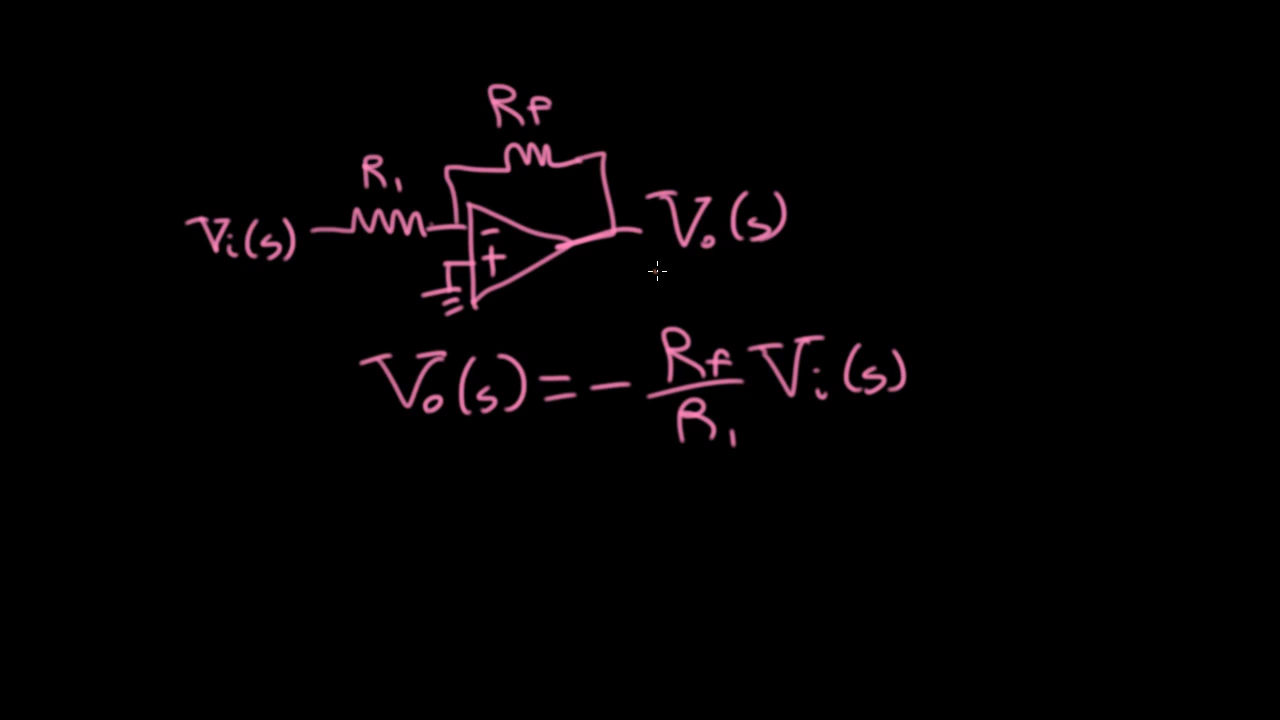 Rf
R₁
Vᵢ(s)
Vₒ(s)
-
+
Vₒ(s) = - Rf/R₁ Vᵢ(s)